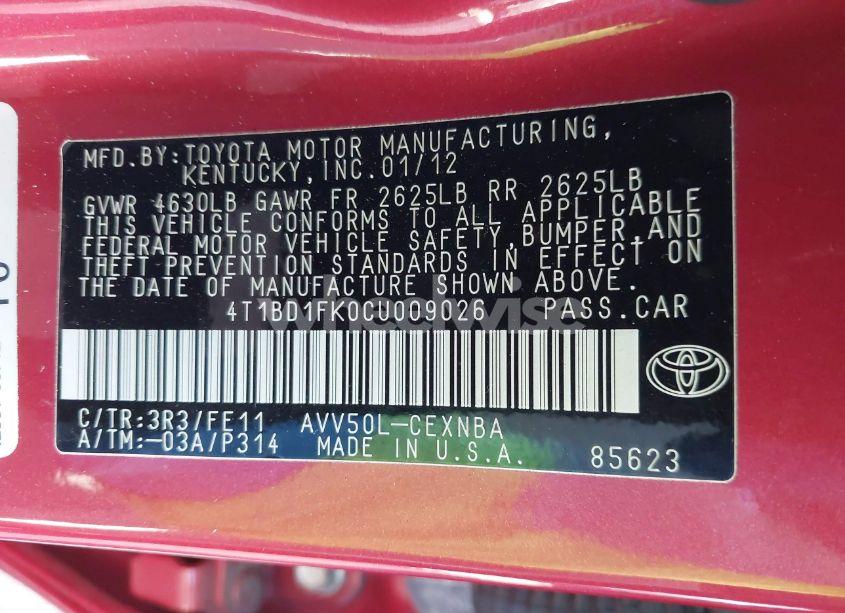 MFD.BY:TOYOTA MOTOR MANUFACTURING,
KENTUCKY,INC.01/12
GVWR 4630LB GAWR FR 2625LB RR 2625LB
THIS VEHICLE CONFORMS TO ALL APPLICABLE
FEDERAL MOTOR VEHICLE SAFETY,BUMPER,AND
THEFT PREVENTION STANDARDS IN EFFECT ON
THE DATE OF MANUFACTURE SHOWN ABOVE.
4T1BD1FK0CU009026 PASS.CAR
C/TR:3R3/FE11 AVV50L-CEXNBA
A/TM:-03A/P314 MADE IN U.S.A. 85623